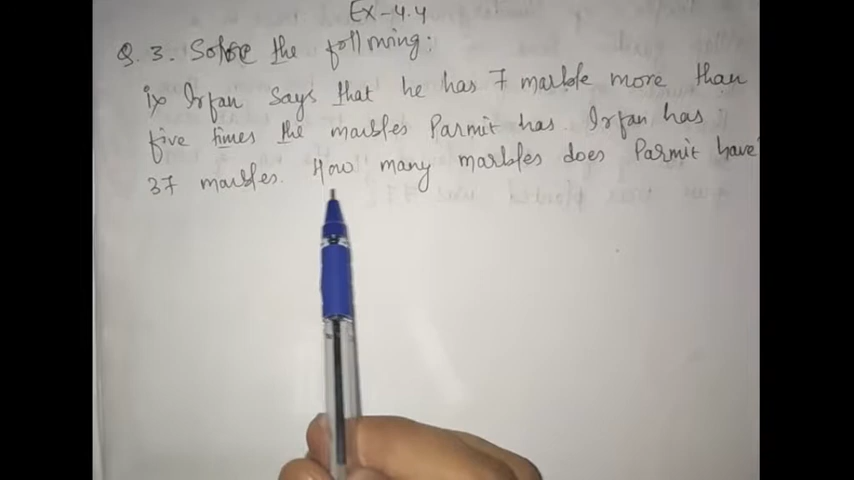 Ex-4.4
Q.3. Solve the following:
i) Irfan says that he has 7 marble more than
five times the marbles Parmit has. Irfan has
37 marbles. How many marbles does Parmit have